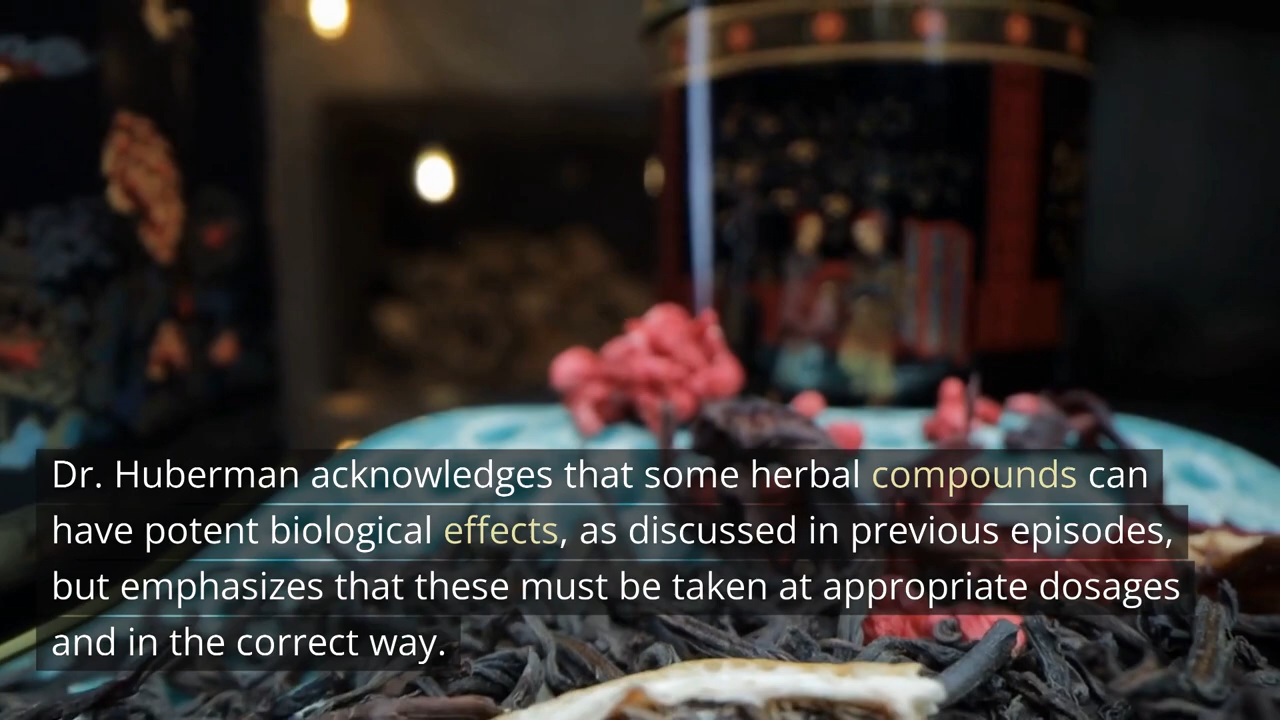 Dr. Huberman acknowledges that some herbal compounds can
have potent biological effects, as discussed in previous episodes,
but emphasizes that these must be taken at appropriate dosages
and in the correct way.